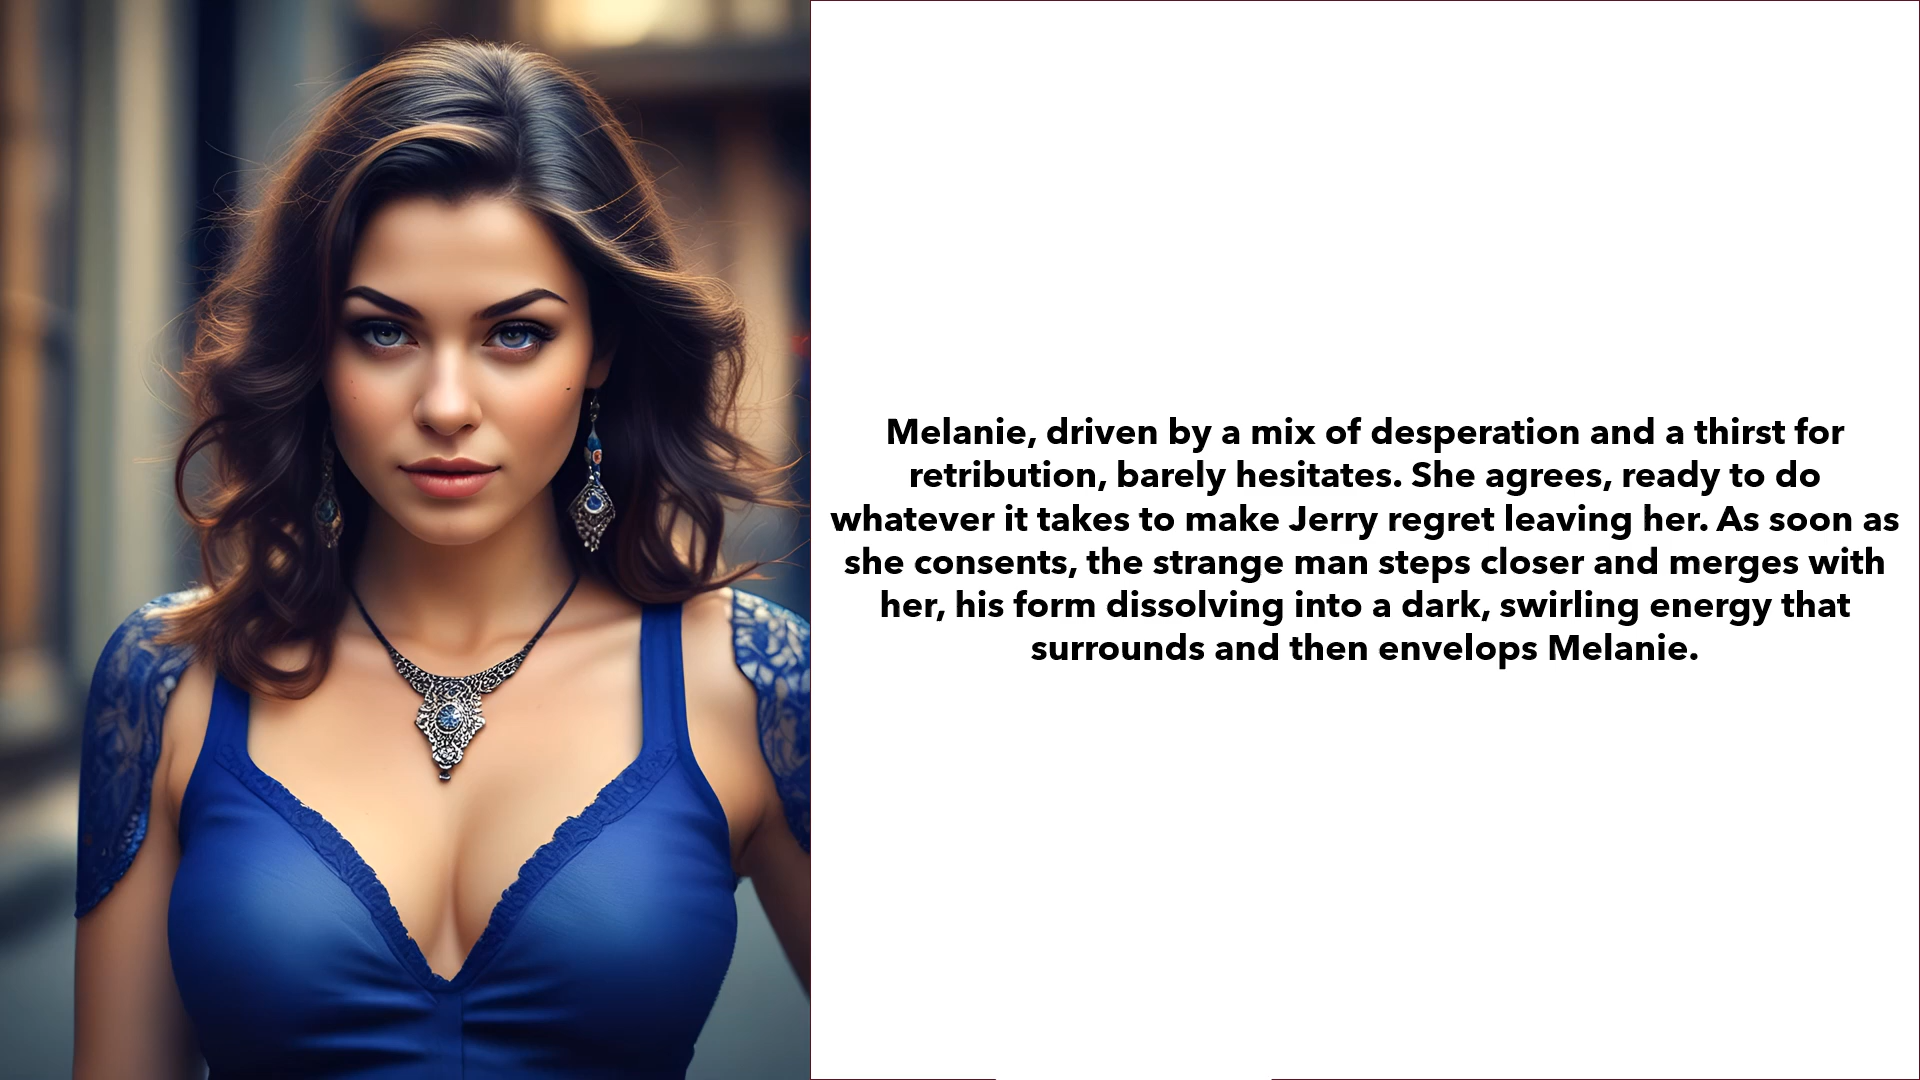 Melanie, driven by a mix of desperation and a thirst for
retribution, barely hesitates. She agrees, ready to do
whatever it takes to make Jerry regret leaving her. As soon as
she consents, the strange man steps closer and merges with
her, his form dissolving into a dark, swirling energy that
surrounds and then envelops Melanie.